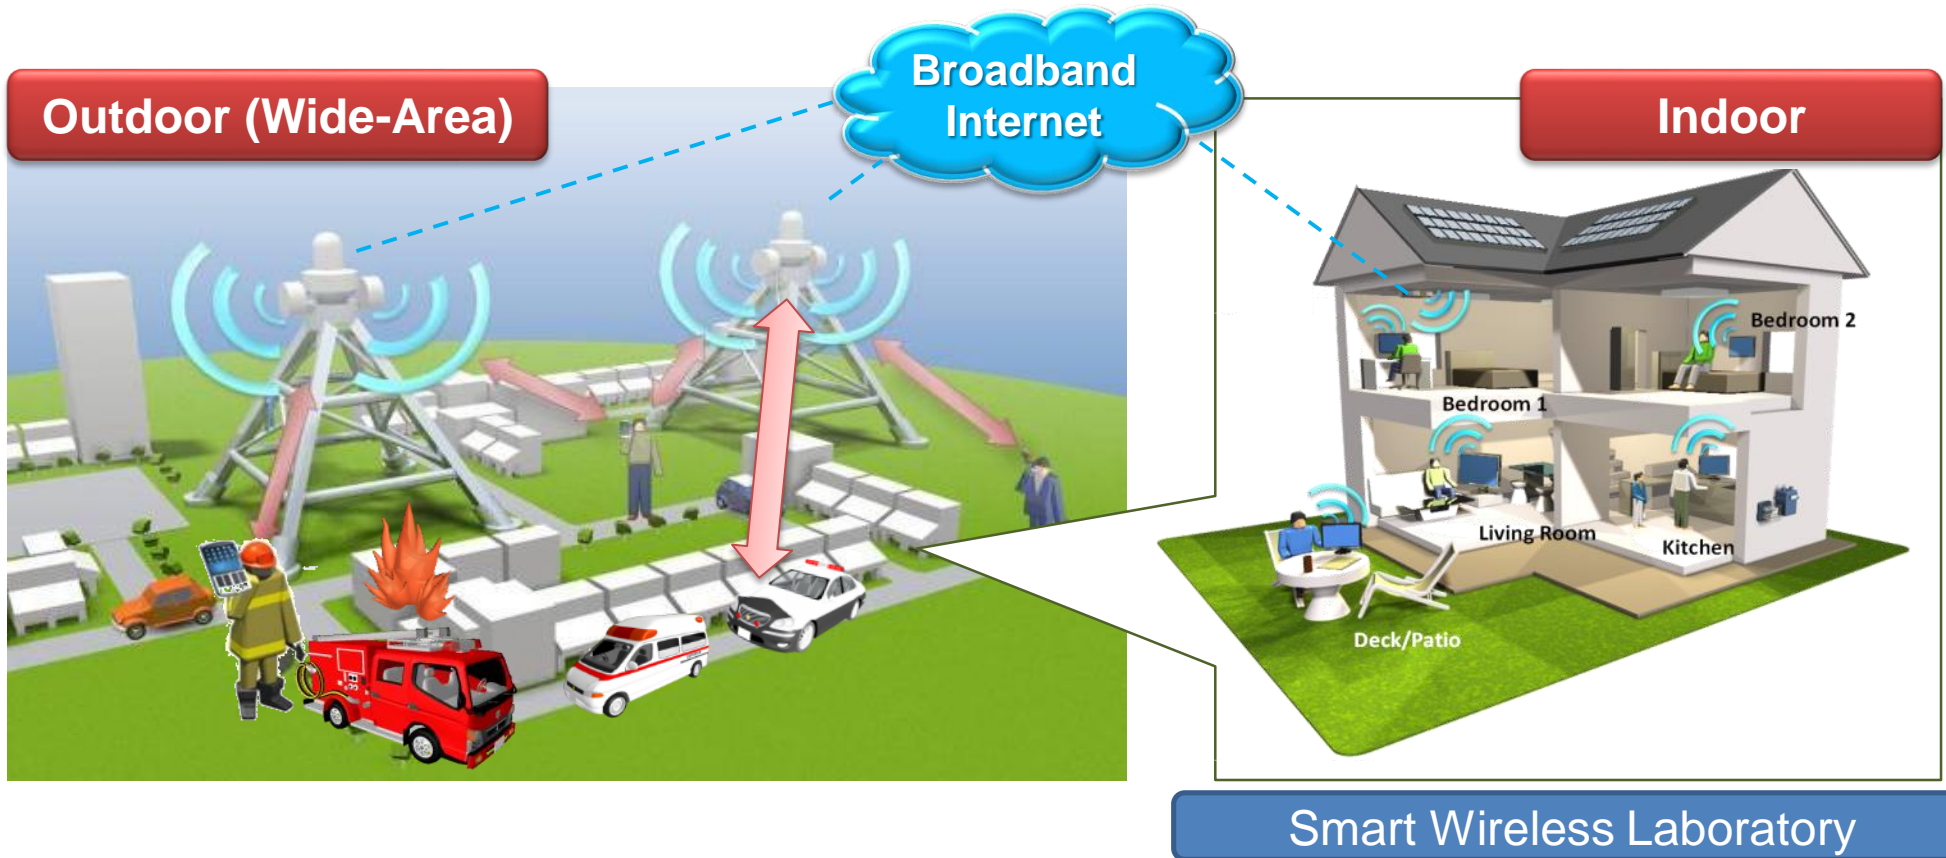 Outdoor (Wide-Area)
Broadband
Internet
Indoor
Bedroom 2
Bedroom 1
Living Room
Kitchen
Deck/Patio
Smart Wireless Laboratory